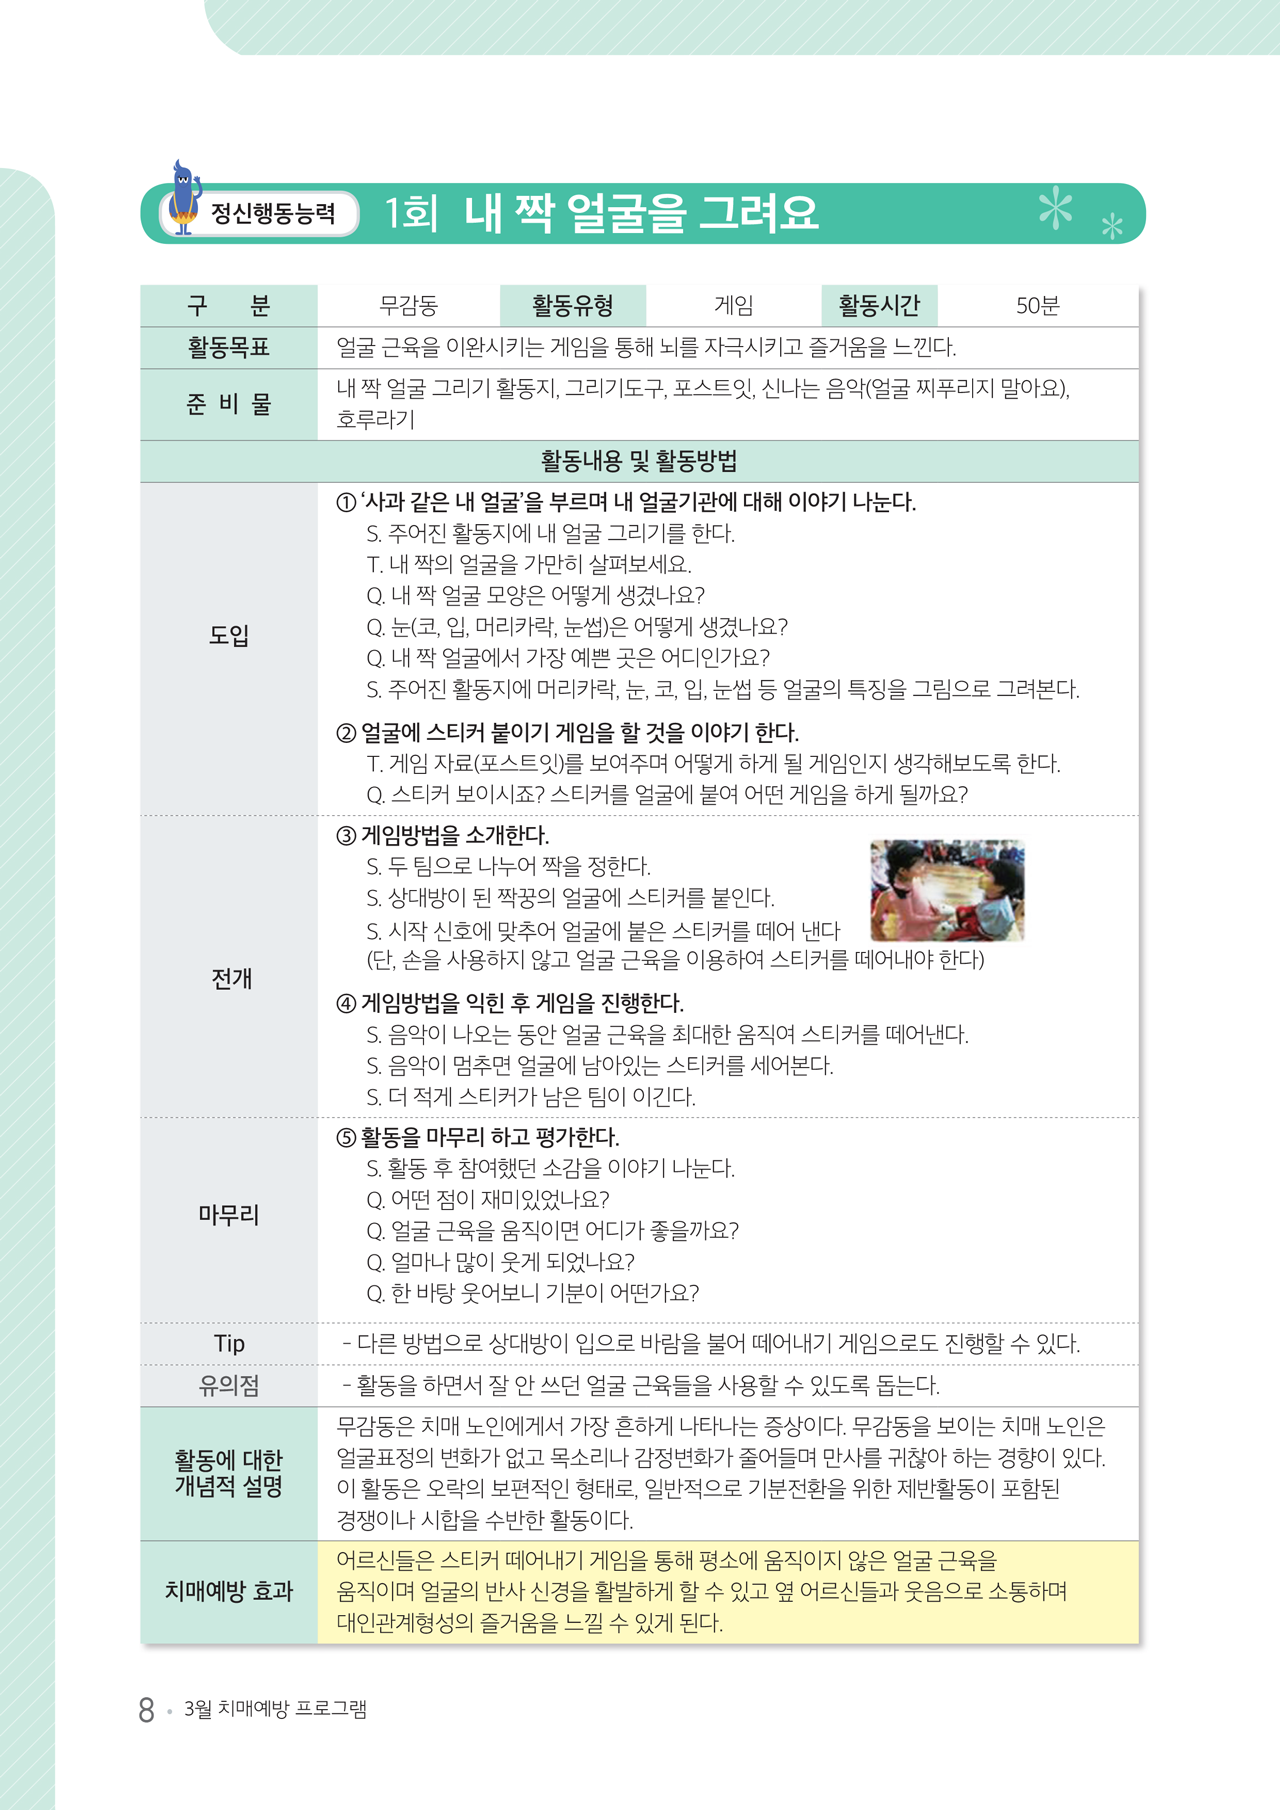 정신행동능력 1회 내 짝 얼굴을 그려요
구 분 무감동 활동유형 게임 활동시간 50분
활동목표 얼굴 근육을 이완시키는 게임을 통해 뇌를 자극시키고 즐거움을 느낀다.
준 비 물 내 짝 얼굴 그리기 활동지, 그리기도구, 포스트잇, 신나는 음악(얼굴 찌푸리지 말아요),
호루라기
활동내용 및 활동방법
도입
① ‘사과 같은 내 얼굴’을 부르며 내 얼굴기관에 대해 이야기 나눈다.
S. 주어진 활동지에 내 얼굴 그리기를 한다.
T. 내 짝의 얼굴을 가만히 살펴보세요.
Q. 내 짝 얼굴 모양은 어떻게 생겼나요?
Q. 눈(코, 입, 머리카락, 눈썹)은 어떻게 생겼나요?
Q. 내 짝 얼굴에서 가장 예쁜 곳은 어디인가요?
S. 주어진 활동지에 머리카락, 눈, 코, 입, 눈썹 등 얼굴의 특징을 그림으로 그려본다.
② 얼굴에 스티커 붙이기 게임을 할 것을 이야기 한다.
T. 게임 자료(포스트잇)를 보여주며 어떻게 하게 될 게임인지 생각해보도록 한다.
Q. 스티커 보이시죠? 스티커를 얼굴에 붙여 어떤 게임을 하게 될까요?
전개
③ 게임방법을 소개한다.
S. 두 팀으로 나누어 짝을 정한다.
S. 상대방이 된 짝꿍의 얼굴에 스티커를 붙인다.
S. 시작 신호에 맞추어 얼굴에 붙은 스티커를 떼어 낸다
(단, 손을 사용하지 않고 얼굴 근육을 이용하여 스티커를 떼어내야 한다)
④ 게임방법을 익힌 후 게임을 진행한다.
S. 음악이 나오는 동안 얼굴 근육을 최대한 움직여 스티커를 떼어낸다.
S. 음악이 멈추면 얼굴에 남아있는 스티커를 세어본다.
S. 더 적게 스티커가 남은 팀이 이긴다.
마무리
⑤ 활동을 마무리 하고 평가한다.
S. 활동 후 참여했던 소감을 이야기 나눈다.
Q. 어떤 점이 재미있었나요?
Q. 얼굴 근육을 움직이면 어디가 좋을까요?
Q. 얼마나 많이 웃게 되었나요?
Q. 한 바탕 웃어보니 기분이 어떤가요?
Tip - 다른 방법으로 상대방이 입으로 바람을 불어 떼어내기 게임으로도 진행할 수 있다.
유의점 - 활동을 하면서 잘 안 쓰던 얼굴 근육들을 사용할 수 있도록 돕는다.
활동에 대한
개념적 설명
무감동은 치매 노인에게서 가장 흔하게 나타나는 증상이다. 무감동을 보이는 치매 노인은
얼굴표정의 변화가 없고 목소리나 감정변화가 줄어들며 만사를 귀찮아 하는 경향이 있다.
이 활동은 오락의 보편적인 형태로, 일반적으로 기분전환을 위한 제반활동이 포함된
경쟁이나 시합을 수반한 활동이다.
치매예방 효과
어르신들은 스티커 떼어내기 게임을 통해 평소에 움직이지 않은 얼굴 근육을
움직이며 얼굴의 반사 신경을 활발하게 할 수 있고 옆 어르신들과 웃음으로 소통하며
대인관계형성의 즐거움을 느낄 수 있게 된다.
8 • 3월 치매예방 프로그램